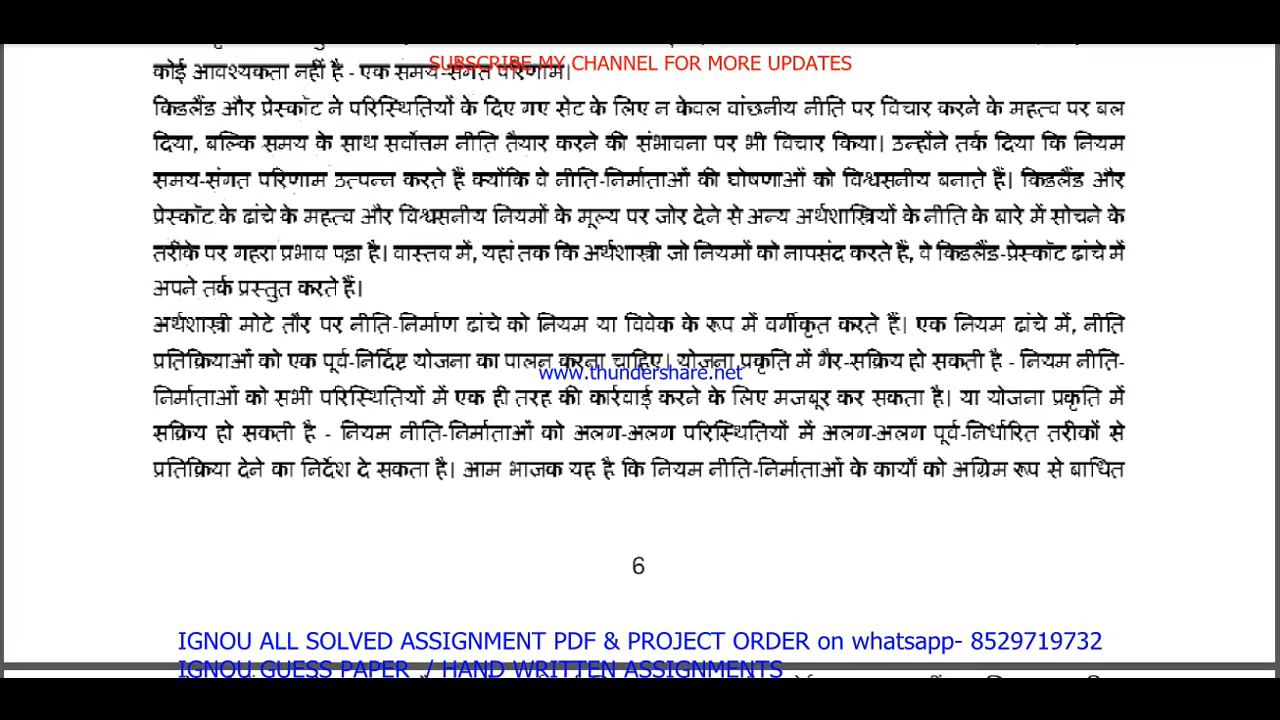 SUBSCRIBE MY CHANNEL FOR MORE UPDATES
कोई आवश्यकता नहीं है - एक समय-संगत परिणाम।
किडलैंड और प्रेस्कॉट ने परिस्थितियों के दिए गए सेट के लिए न केवल वांछनीय नीति पर विचार करने के महत्व पर बल
दिया, बल्कि समय के साथ सर्वोत्तम नीति तैयार करने की संभावना पर भी विचार किया। उन्होंने तर्क दिया कि नियम
समय-संगत परिणाम उत्पन्न करते हैं क्योंकि वे नीति-निर्माताओं की घोषणाओं को विश्वसनीय बनाते हैं। किडलैंड और
प्रेस्कॉट के ढांचे के महत्व और विश्वसनीय नियमों के मूल्य पर जोर देने से अन्य अर्थशास्त्रियों के नीति के बारे में सोचने के
तरीके पर गहरा प्रभाव पड़ा है। वास्तव में, यहां तक कि अर्थशास्त्री जो नियमों को नापसंद करते हैं, वे किडलैंड-प्रेस्कॉट ढांचे में
अपने तर्क प्रस्तुत करते हैं।
अर्थशास्त्री मोटे तौर पर नीति-निर्माण ढांचे को नियम या विवेक के रूप में वर्गीकृत करते हैं। एक नियम ढांचे में, नीति
प्रतिक्रियाओं को एक पूर्व-निर्दिष्ट योजना का पालन करना चाहिए। योजना प्रकृति में गैर-सक्रिय हो सकती है - नियम नीति-
www.thundershare.net
निर्माताओं को सभी परिस्थितियों में एक ही तरह की कार्रवाई करने के लिए मजबूर कर सकता है। या योजना प्रकृति में
सक्रिय हो सकती है - नियम नीति-निर्माताओं को अलग-अलग परिस्थितियों में अलग-अलग पूर्व-निर्धारित तरीकों से
प्रतिक्रिया देने का निर्देश दे सकता है। आम भाजक यह है कि नियम नीति-निर्माताओं के कार्यों को अग्रिम रूप से बाधित
6
IGNOU ALL SOLVED ASSIGNMENT PDF & PROJECT ORDER on whatsapp- 8529719732
IGNOU GUESS PAPER / HAND WRITTEN ASSIGNMENTS